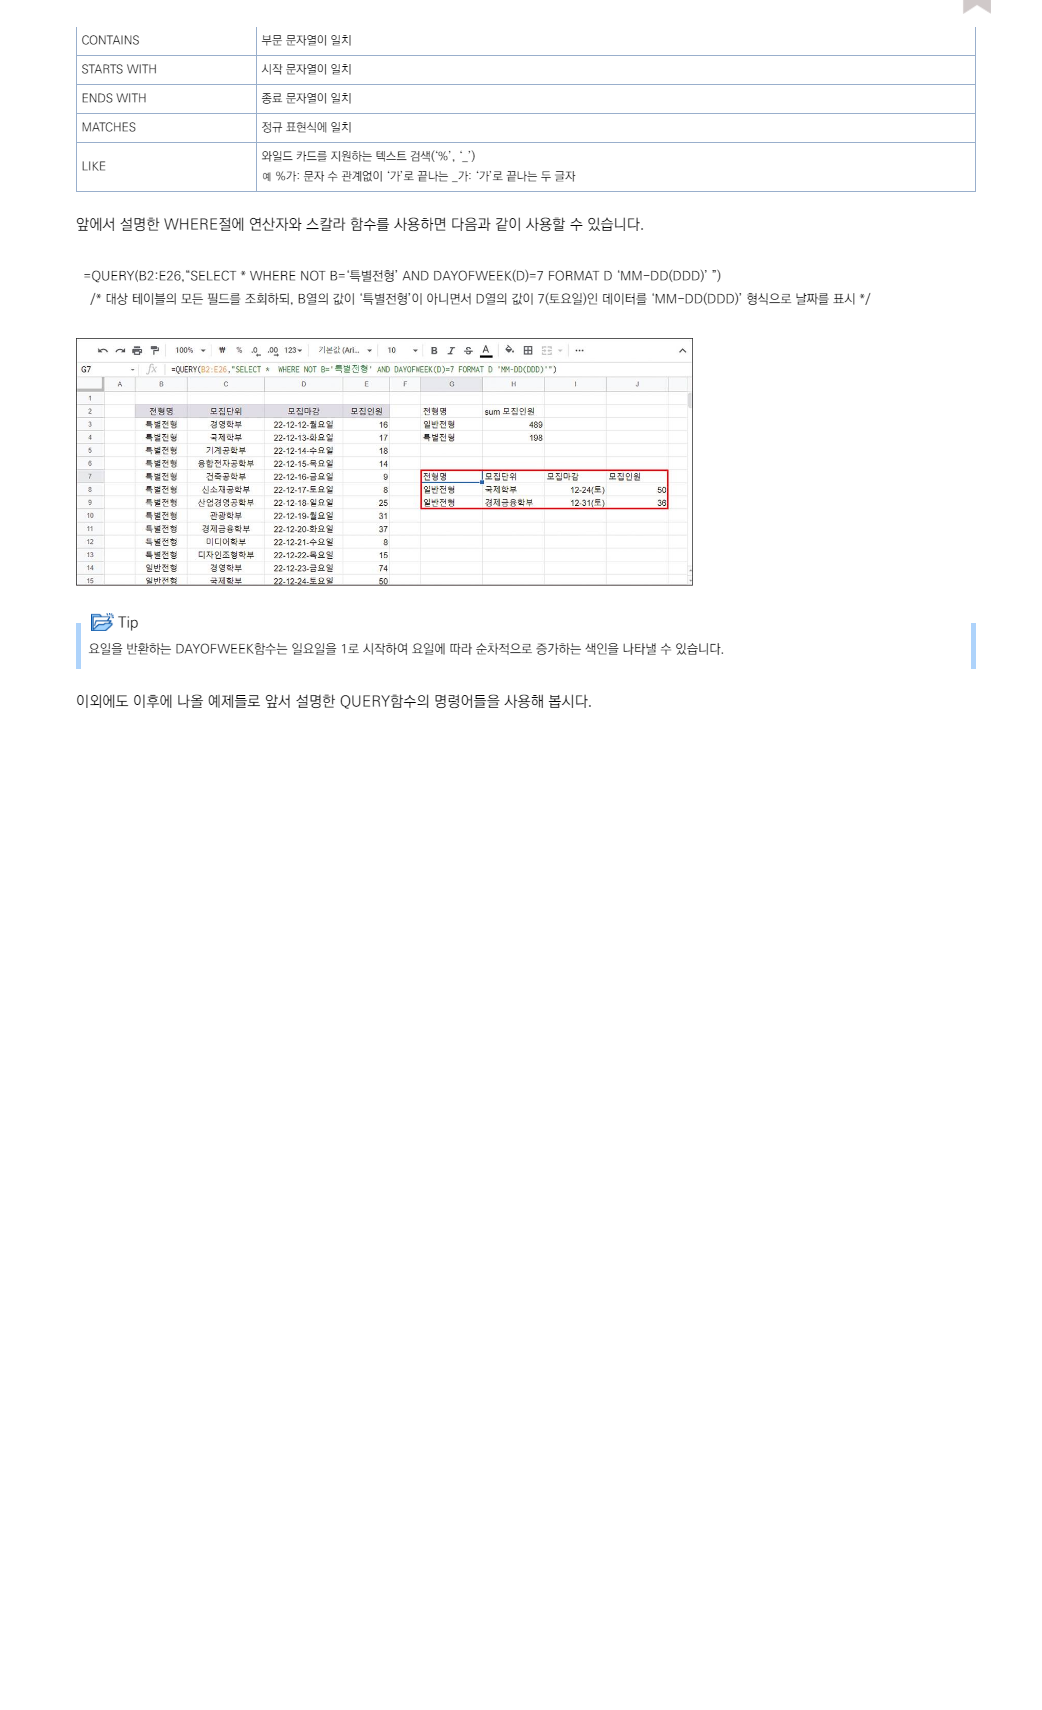 CONTAINS 부문 문자열이 일치
STARTS WITH 시작 문자열이 일치
ENDS WITH 종료 문자열이 일치
MATCHES 정규 표현식에 일치
LIKE 와일드 카드를 지원하는 텍스트 검색(‘%’, ‘_’)
예 %가: 문자 수 관계없이 ‘가’로 끝나는 _가: ‘가’로 끝나는 두 글자
앞에서 설명한 WHERE절에 연산자와 스칼라 함수를 사용하면 다음과 같이 사용할 수 있습니다.
=QUERY(B2:E26,“SELECT * WHERE NOT B=‘특별전형’ AND DAYOFWEEK(D)=7 FORMAT D ‘MM-DD(DDD)’ ”)
/* 대상 테이블의 모든 필드를 조회하되, B열의 값이 ‘특별전형’이 아니면서 D열의 값이 7(토요일)인 데이터를 ‘MM-DD(DDD)’ 형식으로 날짜를 표시 */
100% ₩ % .0 .00 123 기본값 (Ari... 10 B I S A ...
G7 fx =QUERY(B2:E26,"SELECT * WHERE NOT B='특별전형' AND DAYOFWEEK(D)=7 FORMAT D 'MM-DD(DDD)'")
A B C D E F G H I J
1
2 전형명 모집단위 모집마감 모집인원 전형명 sum 모집인원
3 특별전형 경영학부 22-12-12-월요일 16 일반전형 489
4 특별전형 국제학부 22-12-13-화요일 17 특별전형 198
5 특별전형 기계공학부 22-12-14-수요일 18
6 특별전형 융합전자공학부 22-12-15-목요일 14
7 특별전형 건축공학부 22-12-16-금요일 9 전형명 모집단위 모집마감 모집인원
8 특별전형 신소재공학부 22-12-17-토요일 8 일반전형 국제학부 12-24(토) 50
9 특별전형 산업경영공학부 22-12-18-일요일 25 일반전형 경제금융학부 12-31(토) 36
10 특별전형 관광학부 22-12-19-월요일 31
11 특별전형 경제금융학부 22-12-20-화요일 37
12 특별전형 미디어학부 22-12-21-수요일 8
13 특별전형 디자인조형학부 22-12-22-목요일 15
14 일반전형 경영학부 22-12-23-금요일 74
15 일반전형 국제학부 22-12-24-토요일 50
Tip
요일을 반환하는 DAYOFWEEK함수는 일요일을 1로 시작하여 요일에 따라 순차적으로 증가하는 색인을 나타낼 수 있습니다.
이외에도 이후에 나올 예제들로 앞서 설명한 QUERY함수의 명령어들을 사용해 봅시다.